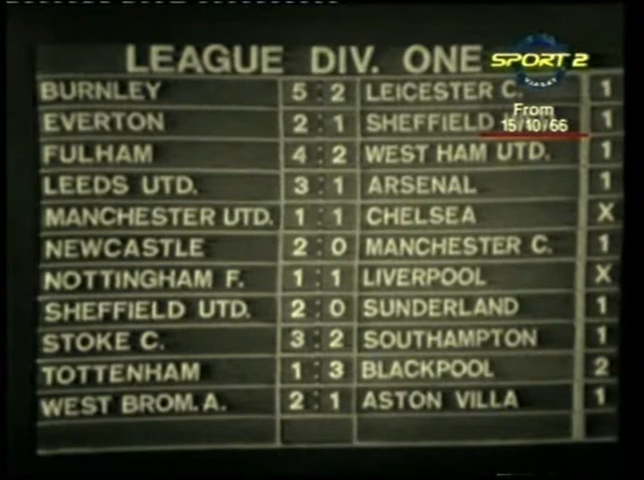 LEAGUE DIV. ONE SPORT 2
VIASAT
BURNLEY 5 : 2 LEICESTER C. 1
From
15/10/66
EVERTON 2 : 1 SHEFFIELD 1
FULHAM 4 : 2 WEST HAM UTD. 1
LEEDS UTD. 3 : 1 ARSENAL 1
MANCHESTER UTD. 1 : 1 CHELSEA X
NEWCASTLE 2 : 0 MANCHESTER C. 1
NOTTINGHAM F. 1 : 1 LIVERPOOL X
SHEFFIELD UTD. 2 : 0 SUNDERLAND 1
STOKE C. 3 : 2 SOUTHAMPTON 1
TOTTENHAM 1 : 3 BLACKPOOL 2
WEST BROM. A. 2 : 1 ASTON VILLA 1